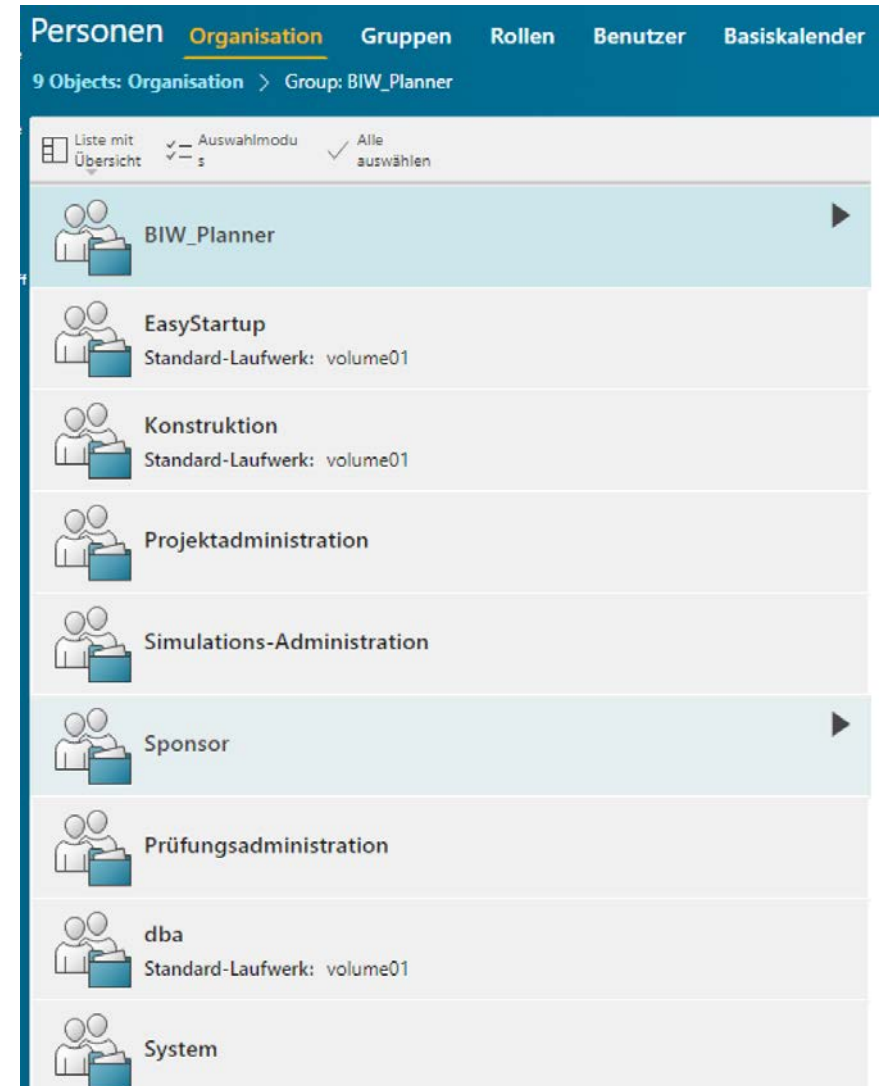 Personen Organisation Gruppen Rollen Benutzer Basiskalender
9 Objects: Organisation > Group: BIW_Planner
Liste mit
Übersicht
Auswahlmodu
s
Alle
auswählen
BIW_Planner
EasyStartup
Standard-Laufwerk: volume01
Konstruktion
Standard-Laufwerk: volume01
Projektadministration
Simulations-Administration
Sponsor
Prüfungsadministration
dba
Standard-Laufwerk: volume01
System